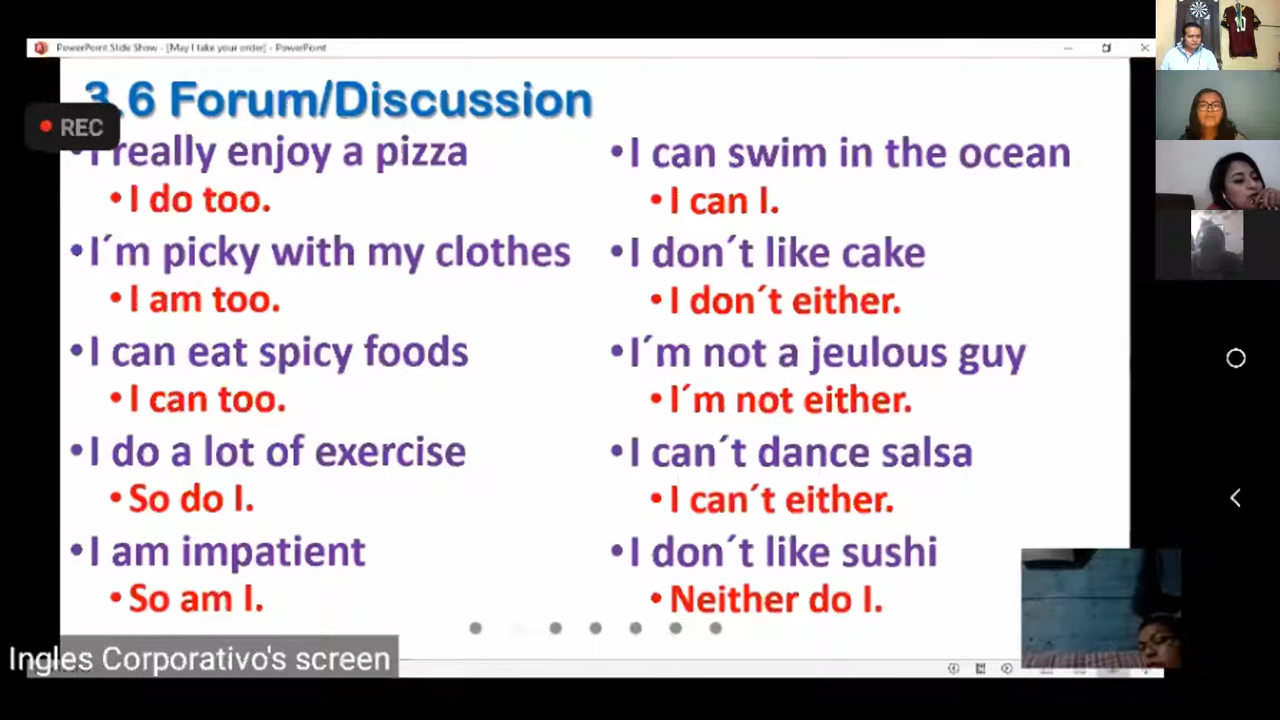 PowerPoint Slide Show - [May I take your order] - PowerPoint
3.6 Forum/Discussion
REC
•I really enjoy a pizza
•I do too.
•I´m picky with my clothes
•I am too.
•I can eat spicy foods
•I can too.
•I do a lot of exercise
•So do I.
•I am impatient
•So am I.
•I can swim in the ocean
•I can I.
•I don´t like cake
•I don´t either.
•I´m not a jeulous guy
•I´m not either.
•I can´t dance salsa
•I can´t either.
•I don´t like sushi
•Neither do I.
Ingles Corporativo's screen